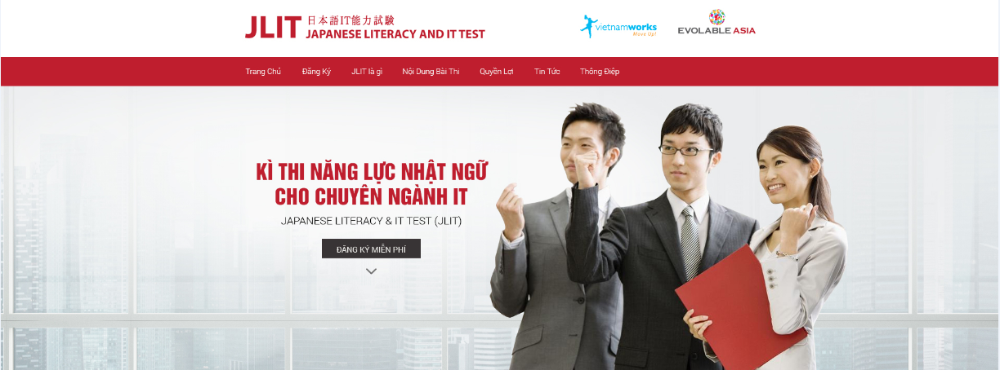 JLIT 日本語IT能力試験
JAPANESE LITERACY AND IT TEST
vietnamworks
Move Up!
EVOLABLE ASIA
Trang Chủ Đăng Ký JLIT là gì Nội Dung Bài Thi Quyền Lợi Tin Tức Thông Điệp
KÌ THI NĂNG LỰC NHẬT NGỮ
CHO CHUYÊN NGÀNH IT
JAPANESE LITERACY & IT TEST (JLIT)
ĐĂNG KÝ MIỄN PHÍ